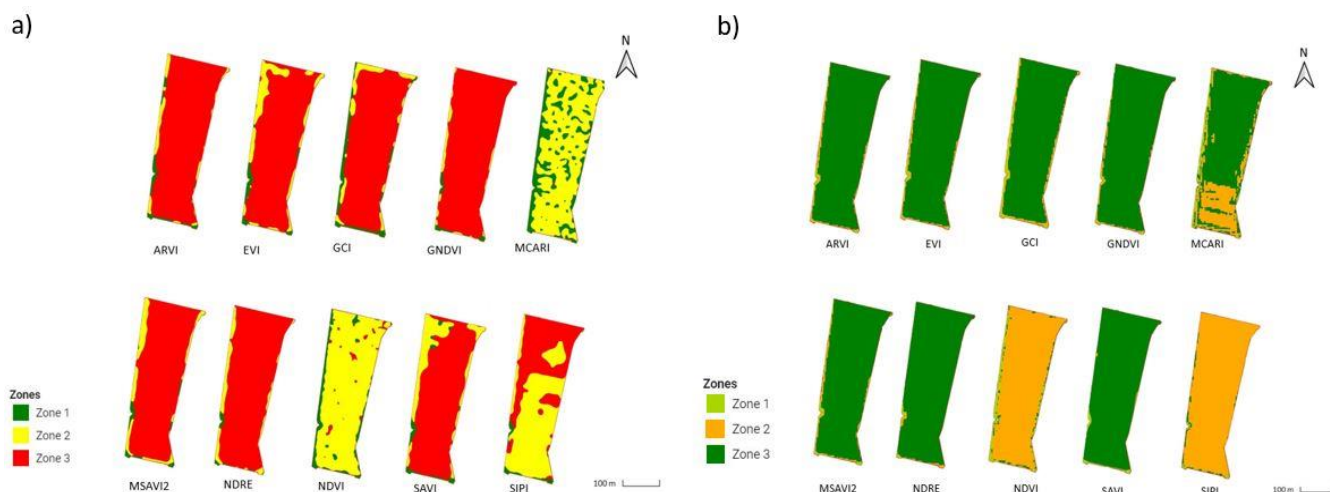 a)
N
ARVI
EVI
GCI
GNDVI
MCARI
Zones
Zone 1
Zone 2
Zone 3
MSAVI2
NDRE
NDVI
SAVI
SIPI
100 m
b)
N
ARVI
EVI
GCI
GNDVI
MCARI
Zones
Zone 1
Zone 2
Zone 3
MSAVI2
NDRE
NDVI
SAVI
SIPI
100 m